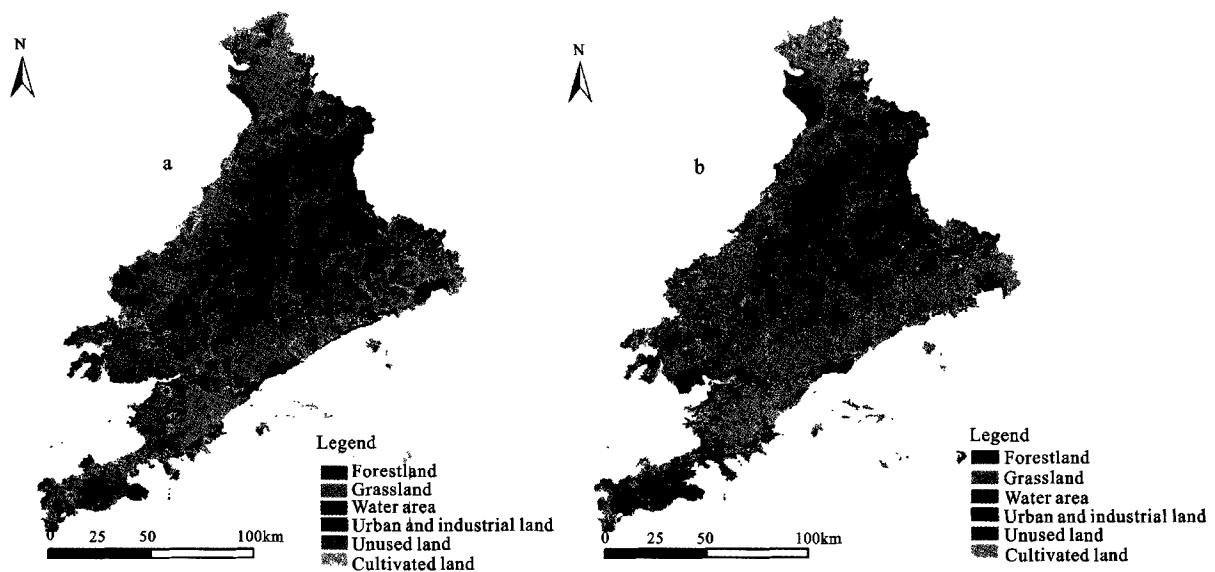 N
a
Legend
Forestland
Grassland
Water area
Urban and industrial land
Unused land
Cultivated land
0 25 50 100km
N
b
Legend
Forestland
Grassland
Water area
Urban and industrial land
Unused land
Cultivated land
0 25 50 100km